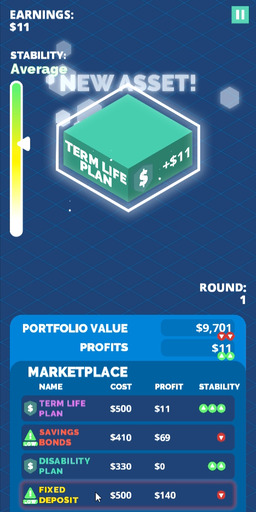 EARNINGS:
$11
STABILITY:
Average
NEW ASSET!
TERM LIFE
PLAN
$
+$11
ROUND:
1
PORTFOLIO VALUE $9,701
PROFITS $11
MARKETPLACE
NAME COST PROFIT STABILITY
$ TERM LIFE
PLAN $500 $11
SAVINGS
BONDS $410 $69
$ DISABILITY
PLAN $330 $0
FIXED
DEPOSIT $500 $140